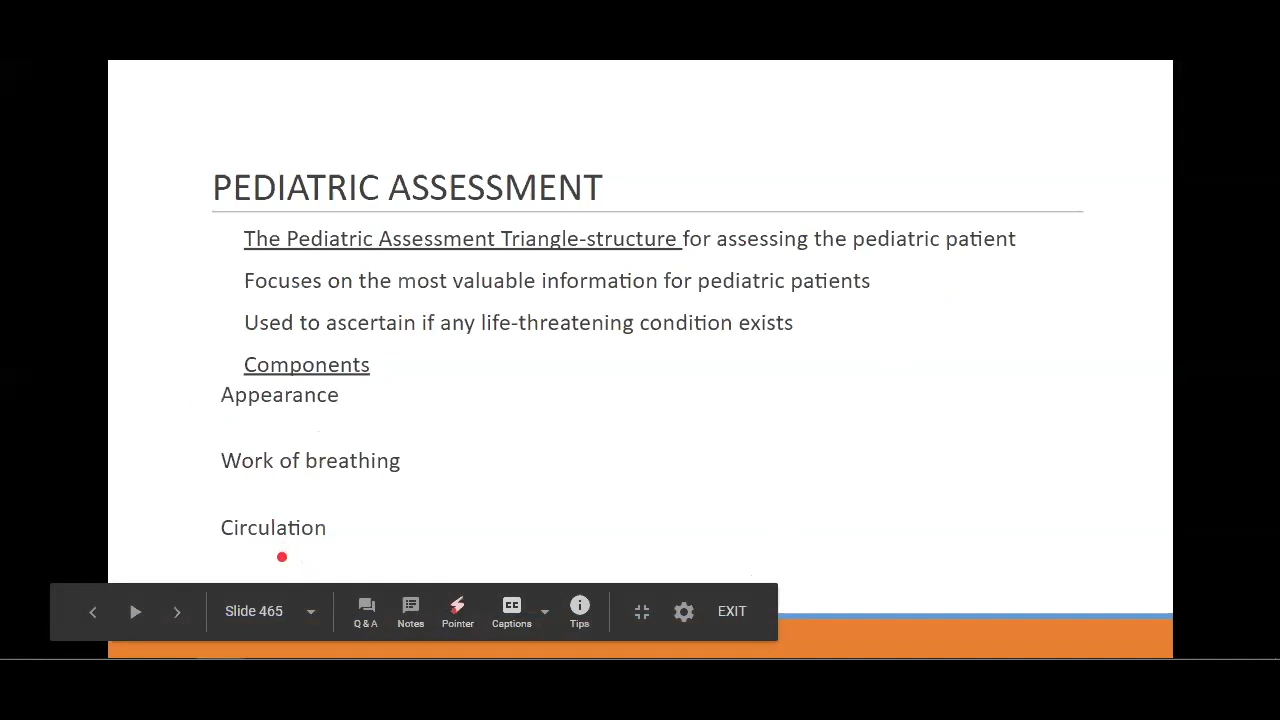 PEDIATRIC ASSESSMENT
The Pediatric Assessment Triangle-structure for assessing the pediatric patient
Focuses on the most valuable information for pediatric patients
Used to ascertain if any life-threatening condition exists
Components
Appearance
Work of breathing
Circulation
Slide 465
Q & A
Notes
Pointer
CC
Captions
Tips
EXIT